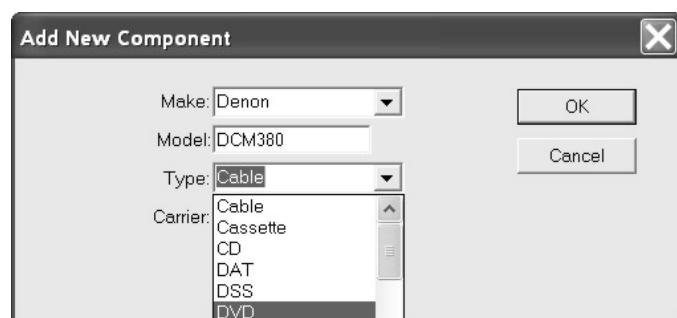 Add New Component
Make: Denon
OK
Model: DCM380
Cancel
Type: Cable
Carrier:
Cable
Cassette
CD
DAT
DSS
DVD